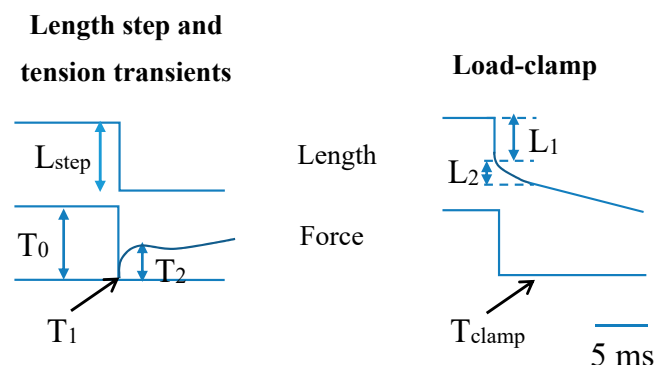 Length step and
tension transients
Load-clamp
Lstep
Length
L1
L2
T0
Force
T2
T1
Tclamp
5 ms